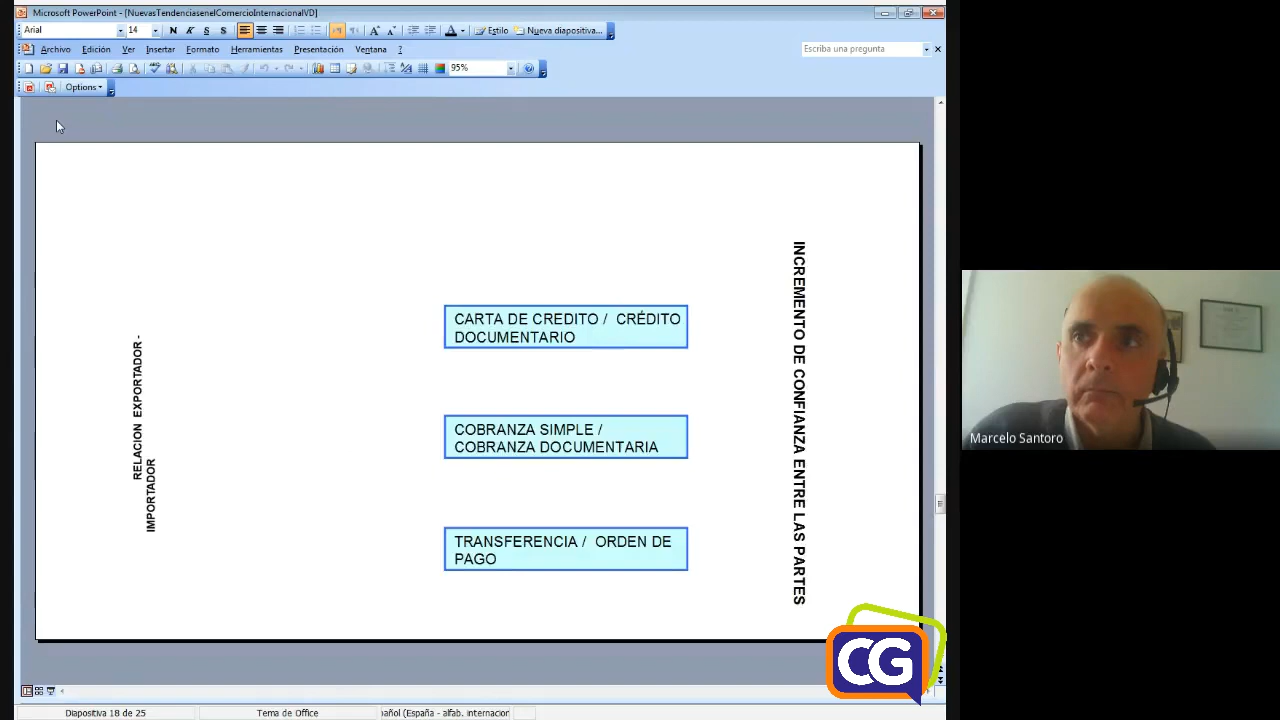 Microsoft PowerPoint - [NuevasTendenciasenelComercioInternacionalVD]
Arial 14 N K S S A A A Estilo Nueva diapositiva...
Archivo Edición Ver Insertar Formato Herramientas Presentación Ventana ? Escriba una pregunta
95%
Options
RELACION EXPORTADOR -
IMPORTADOR
CARTA DE CREDITO / CRÉDITO
DOCUMENTARIO
COBRANZA SIMPLE /
COBRANZA DOCUMENTARIA
TRANSFERENCIA / ORDEN DE
PAGO
INCREMENTO DE CONFIANZA ENTRE LAS PARTES
Marcelo Santoro
CG
Diapositiva 18 de 25 Tema de Office añol (España - alfab. internacion